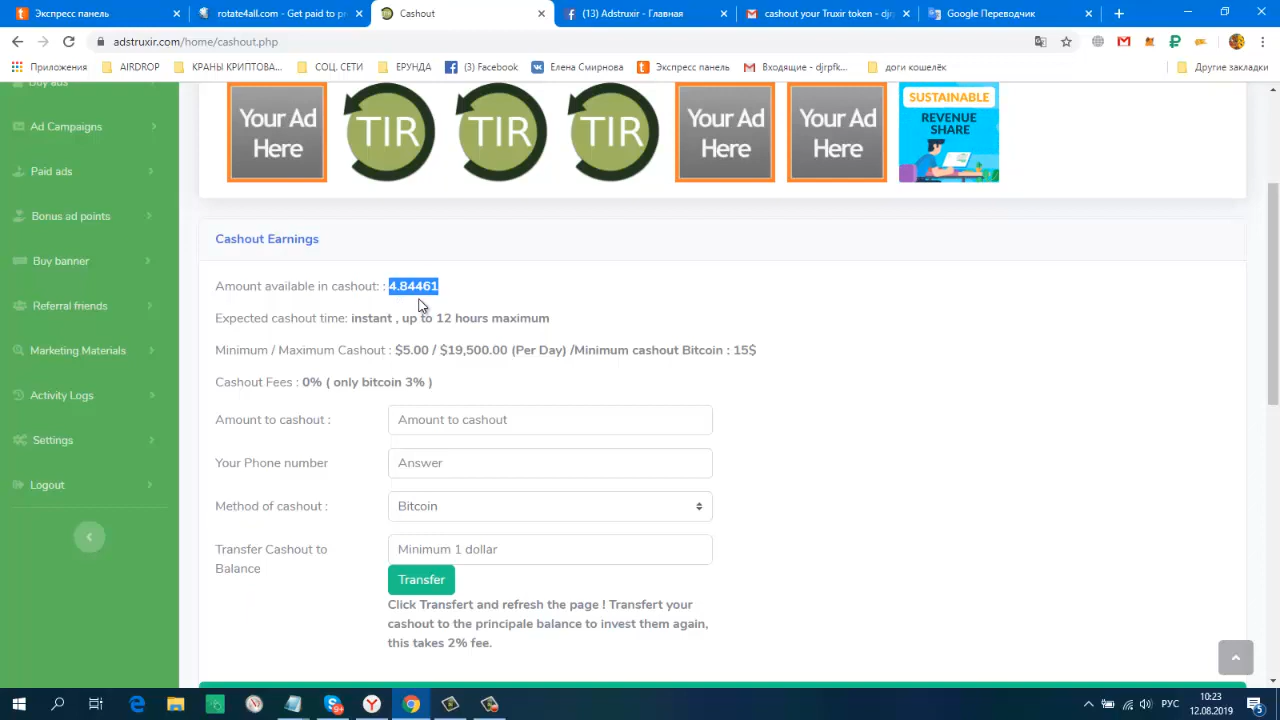 Экспресс панель
rotate4all.com - Get paid to pr
Cashout
(13) Adstruxir - Главная
cashout your Truxir token - djrp
Google Переводчик
adstruxir.com/home/cashout.php
Приложения
AIRDROP
КРАНЫ КРИПТОВА...
СОЦ. СЕТИ
ЕРУНДА
(3) Facebook
Елена Смирнова
Экспресс панель
Входящие - djrpfk...
доги кошелёк
Другие закладки
Buy ads
Ad Campaigns
Paid ads
Bonus ad points
Buy banner
Referral friends
Marketing Materials
Activity Logs
Settings
Logout
Your Ad
Here
TIR
TIR
TIR
Your Ad
Here
Your Ad
Here
SUSTAINABLE
REVENUE
SHARE
Cashout Earnings
Amount available in cashout: : 4.84461
Expected cashout time: instant , up to 12 hours maximum
Minimum / Maximum Cashout : $5.00 / $19,500.00 (Per Day) /Minimum cashout Bitcoin : 15$
Cashout Fees : 0% ( only bitcoin 3% )
Amount to cashout :
Amount to cashout
Your Phone number
Answer
Method of cashout :
Bitcoin
Transfer Cashout to
Balance
Minimum 1 dollar
Transfer
Click Transfert and refresh the page ! Transfert your
cashout to the principale balance to invest them again,
this takes 2% fee.
РУС
10:23
12.08.2019